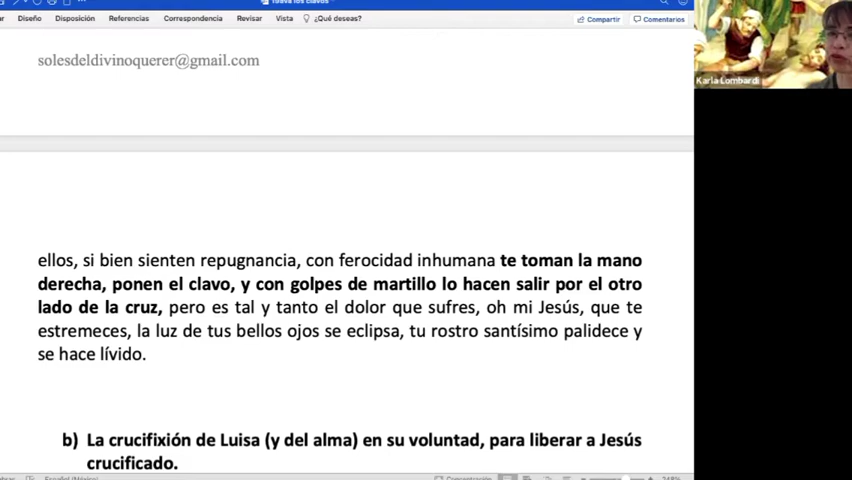 Diseño Disposición Referencias Correspondencia Revisar Vista ¿Qué deseas? Compartir Comentarios
solesdeldivinoquerer@gmail.com
Karla Lombardi
ellos, si bien sienten repugnancia, con ferocidad inhumana te toman la mano
derecha, ponen el clavo, y con golpes de martillo lo hacen salir por el otro
lado de la cruz, pero es tal y tanto el dolor que sufres, oh mi Jesús, que te
estremeces, la luz de tus bellos ojos se eclipsa, tu rostro santísimo palidece y
se hace lívido.
b) La crucifixión de Luisa (y del alma) en su voluntad, para liberar a Jesús
crucificado.